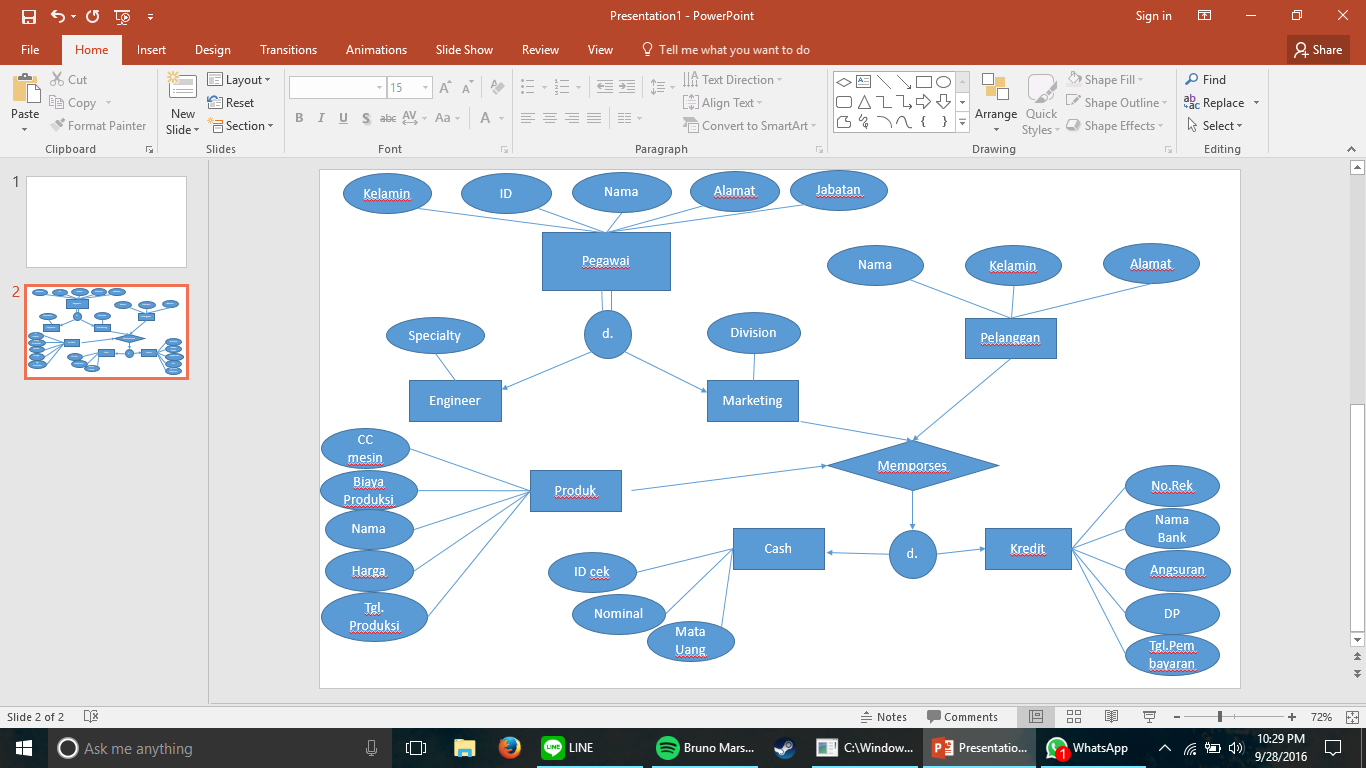 Presentation1 - PowerPoint
Sign in
File
Home
Insert
Design
Transitions
Animations
Slide Show
Review
View
Tell me what you want to do
Share
Paste
Cut
Copy
Format Painter
Clipboard
New
Slide
Layout
Reset
Section
Slides
15
B I U S abc AV Aa A
Font
Text Direction
Align Text
Convert to SmartArt
Paragraph
Arrange
Quick
Styles
Shape Fill
Shape Outline
Shape Effects
Drawing
Find
Replace
Select
Editing
1
2
Kelamin
ID
Nama
Alamat
Jabatan
Pegawai
Nama
Kelamin
Alamat
d.
Specialty
Division
Pelanggan
Engineer
Marketing
CC
mesin
Biaya
Produksi
Nama
Harga
Tgl.
Produksi
Produk
Memporses
No.Rek
Nama
Bank
Angsuran
DP
Tgl.Pem
bayaran
Cash
d.
Kredit
ID cek
Nominal
Mata
Uang
Slide 2 of 2
Notes
Comments
72%
Ask me anything
LINE
Bruno Mars...
C:\Window...
Presentatio...
1
WhatsApp
10:29 PM
9/28/2016